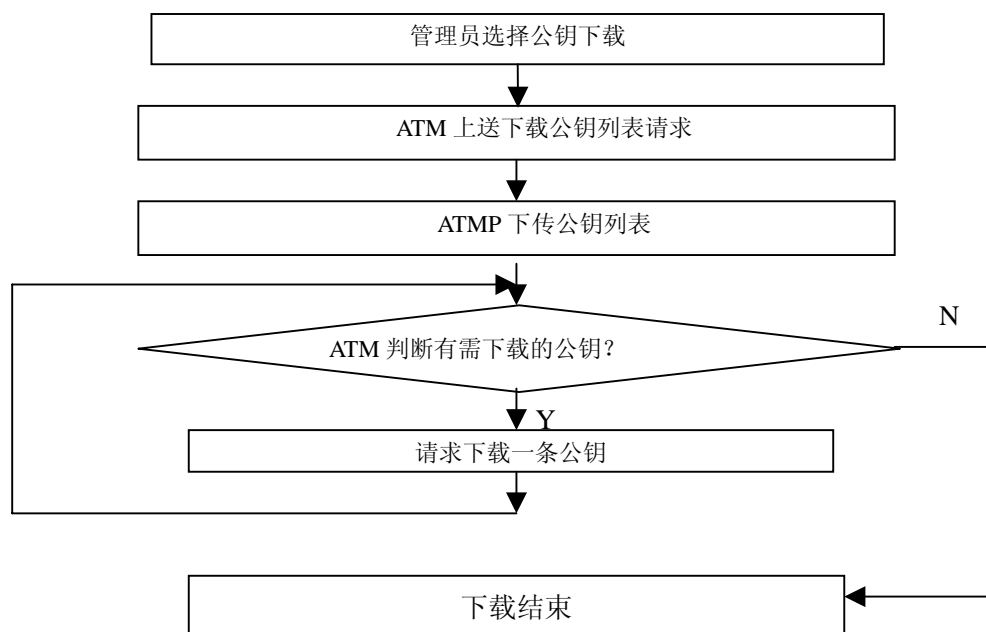 管理员选择公钥下载
ATM 上送下载公钥列表请求
ATMP 下传公钥列表
N
ATM 判断有需下载的公钥？
Y
请求下载一条公钥
下载结束